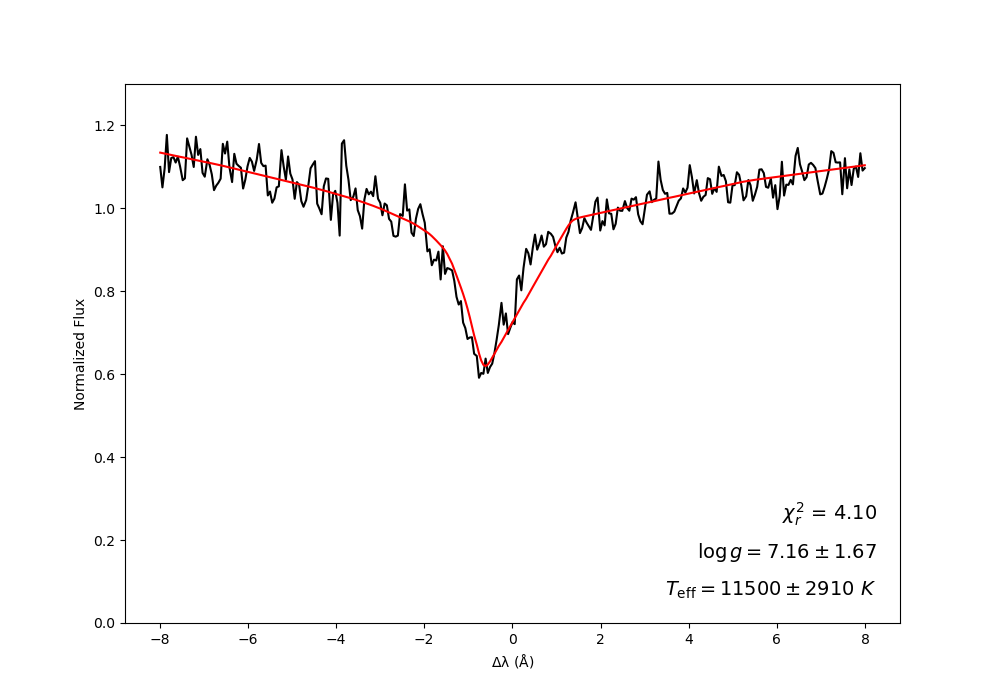 1.2
1.0
0.8
0.6
0.4
0.2
0.0
Normalized Flux
χ²ᵣ = 4.10
log g = 7.16 ± 1.67
T_eff = 11500 ± 2910 K
−8 −6 −4 −2 0 2 4 6 8
Δλ (Å)